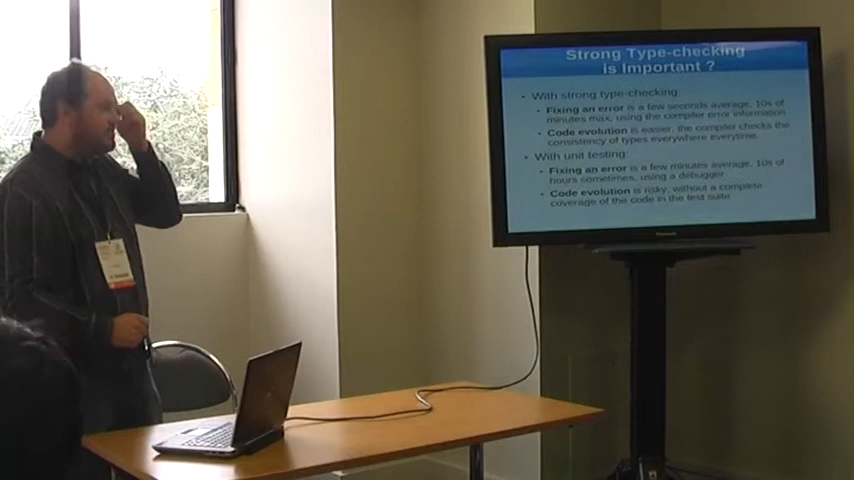 Strong Type-checking
is Important ?
• With strong type-checking:
• Fixing an error is a few seconds average, 10s of
minutes max, using the compiler error information
• Code evolution is easier, the compiler checks the
consistency of types everywhere everytime.
• With unit testing:
• Fixing an error is a few minutes average, 10s of
hours sometimes, using a debugger
• Code Evolution is risky, without a complete
coverage of the code in the test suite
Panasonic